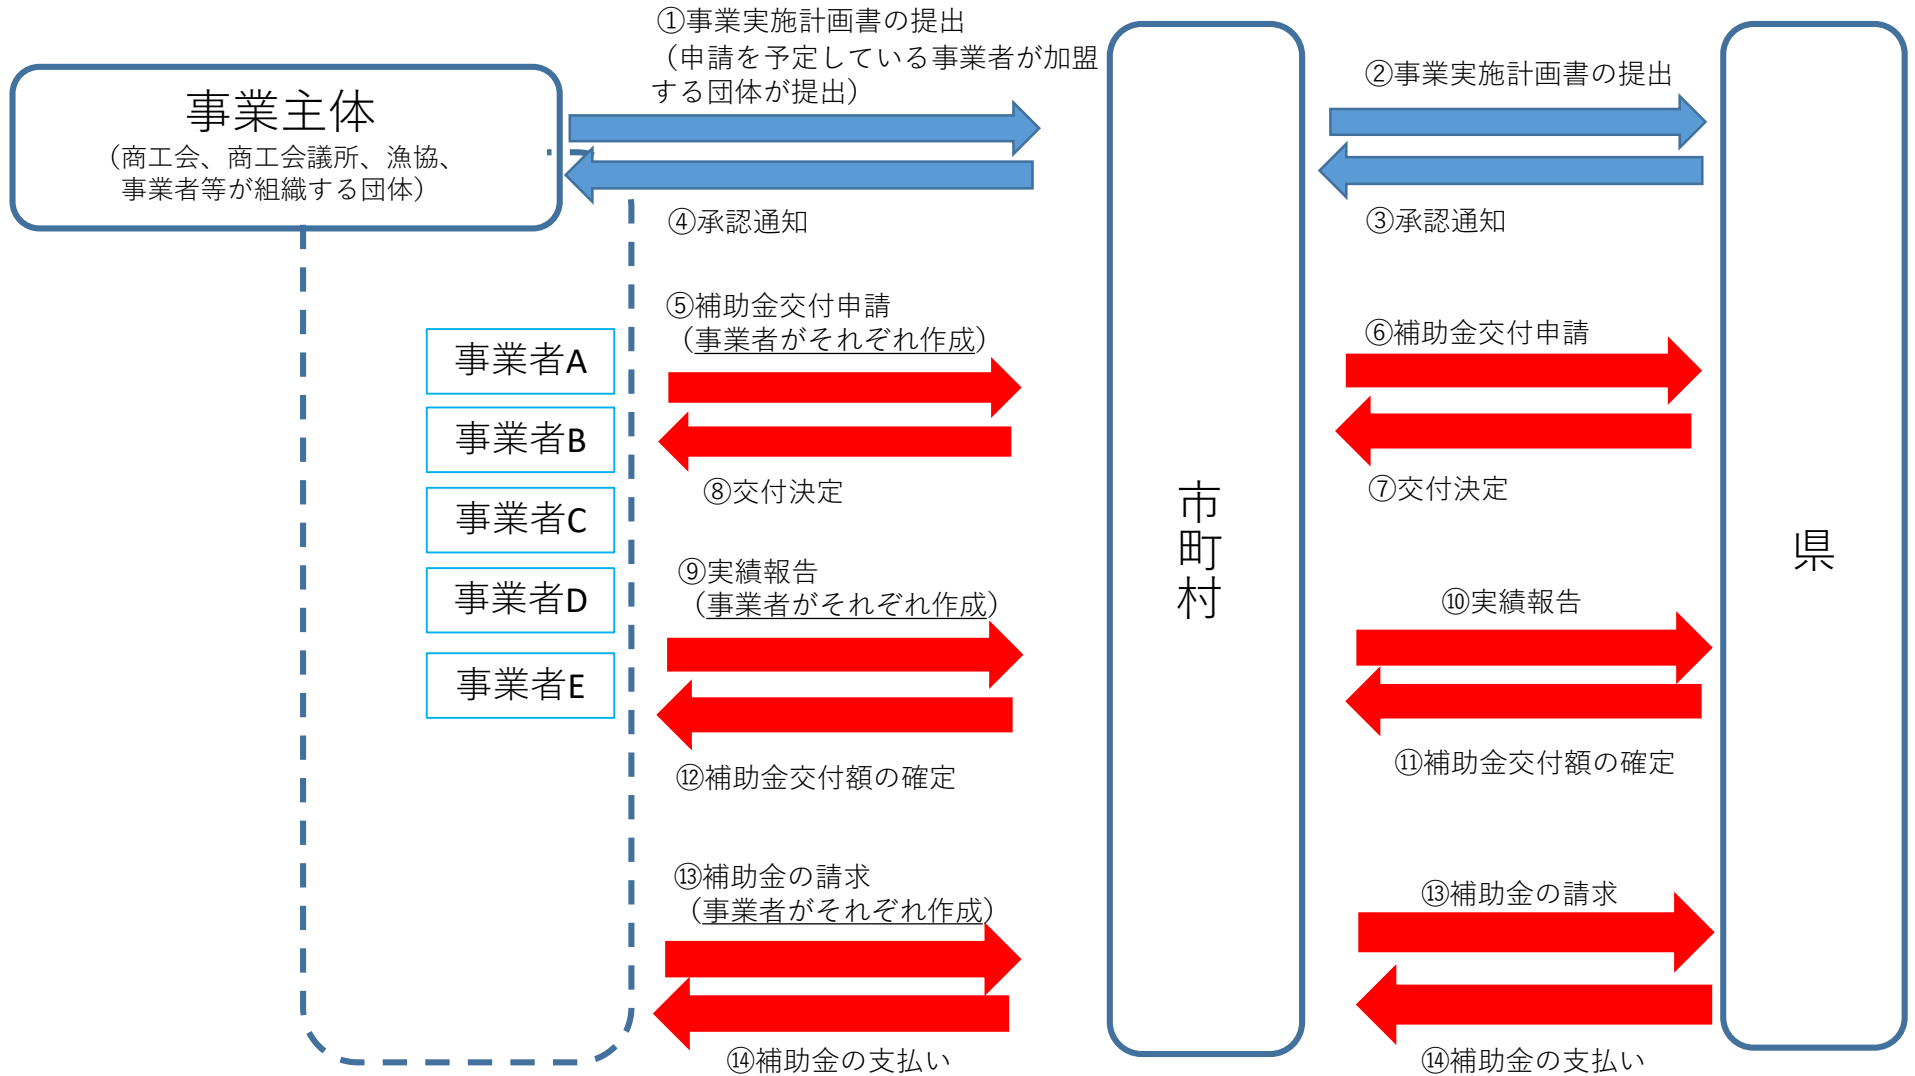 事業主体
（商工会、商工会議所、漁協、
事業者等が組織する団体）
①事業実施計画書の提出
（申請を予定している事業者が加盟
する団体が提出）
②事業実施計画書の提出
④承認通知
③承認通知
⑤補助金交付申請
（事業者がそれぞれ作成）
⑥補助金交付申請
事業者A
事業者B
事業者C
事業者D
事業者E
⑧交付決定
⑦交付決定
市町村
県
⑨実績報告
（事業者がそれぞれ作成）
⑩実績報告
⑫補助金交付額の確定
⑪補助金交付額の確定
⑬補助金の請求
（事業者がそれぞれ作成）
⑬補助金の請求
⑭補助金の支払い
⑭補助金の支払い